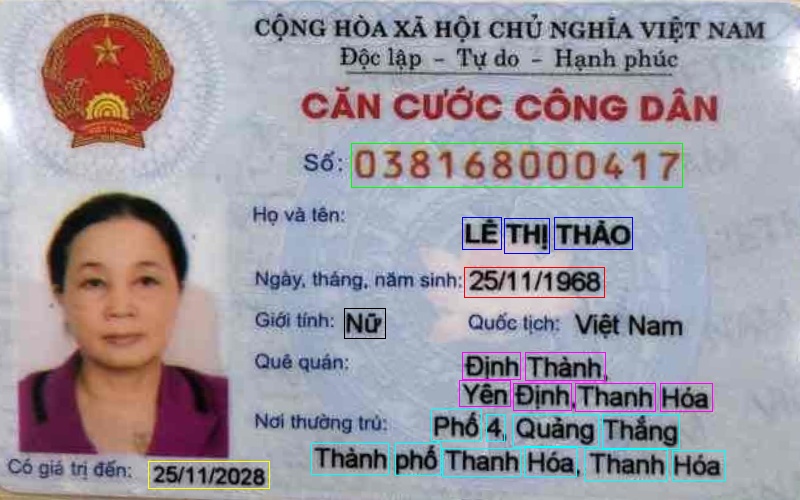 CỘNG HÒA XÃ HỘI CHỦ NGHĨA VIỆT NAM
Độc lập - Tự do - Hạnh phúc
CĂN CƯỚC CÔNG DÂN
Số: 038168000417
Họ và tên:
LÊ THỊ THẢO
Ngày, tháng, năm sinh: 25/11/1968
Giới tính: Nữ Quốc tịch: Việt Nam
Quê quán: Định Thành,
Yên Định, Thanh Hóa
Nơi thường trú: Phố 4, Quảng Thắng
Thành phố Thanh Hóa, Thanh Hóa
Có giá trị đến: 25/11/2028
VIỆT NAM